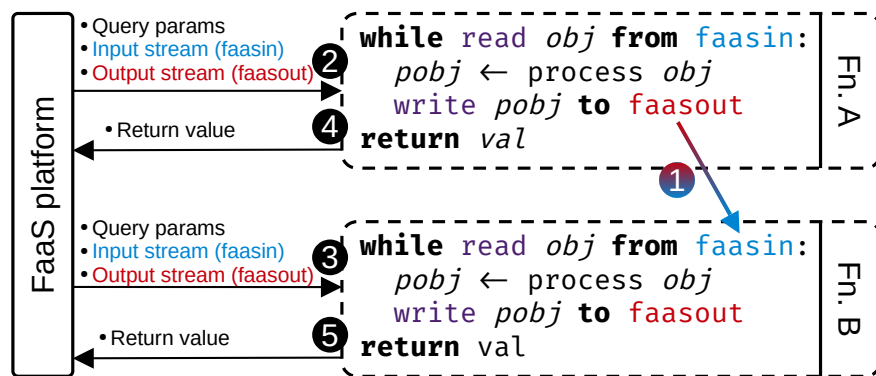 FaaS platform
• Query params
• Input stream (faasin)
• Output stream (faasout)
2
• Return value
4
while read obj from faasin:
pobj ← process obj
write pobj to faasout
return val
Fn. A
1
• Query params
• Input stream (faasin)
• Output stream (faasout)
3
• Return value
5
while read obj from faasin:
pobj ← process obj
write pobj to faasout
return val
Fn. B